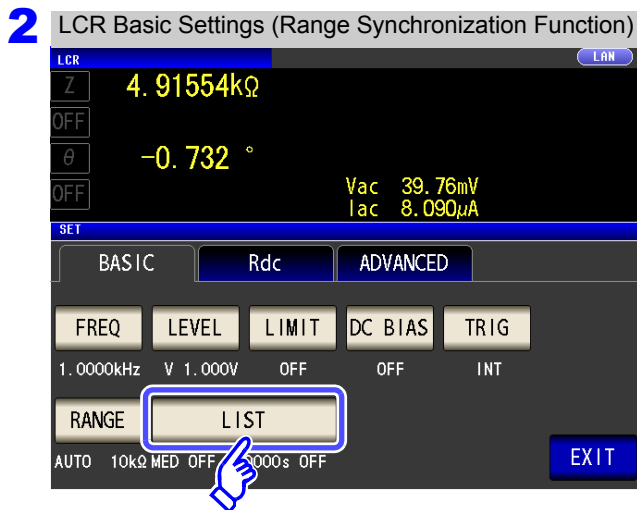 2 LCR Basic Settings (Range Synchronization Function)
LCR LAN
Z 4.91554kΩ
OFF
θ -0.732 °
OFF Vac 39.76mV
Iac 8.090μA
SET
BASIC Rdc ADVANCED
FREQ LEVEL LIMIT DC BIAS TRIG
1.0000kHz V 1.000V OFF OFF INT
RANGE LIST
AUTO 10kΩ MED OFF 000s OFF EXIT